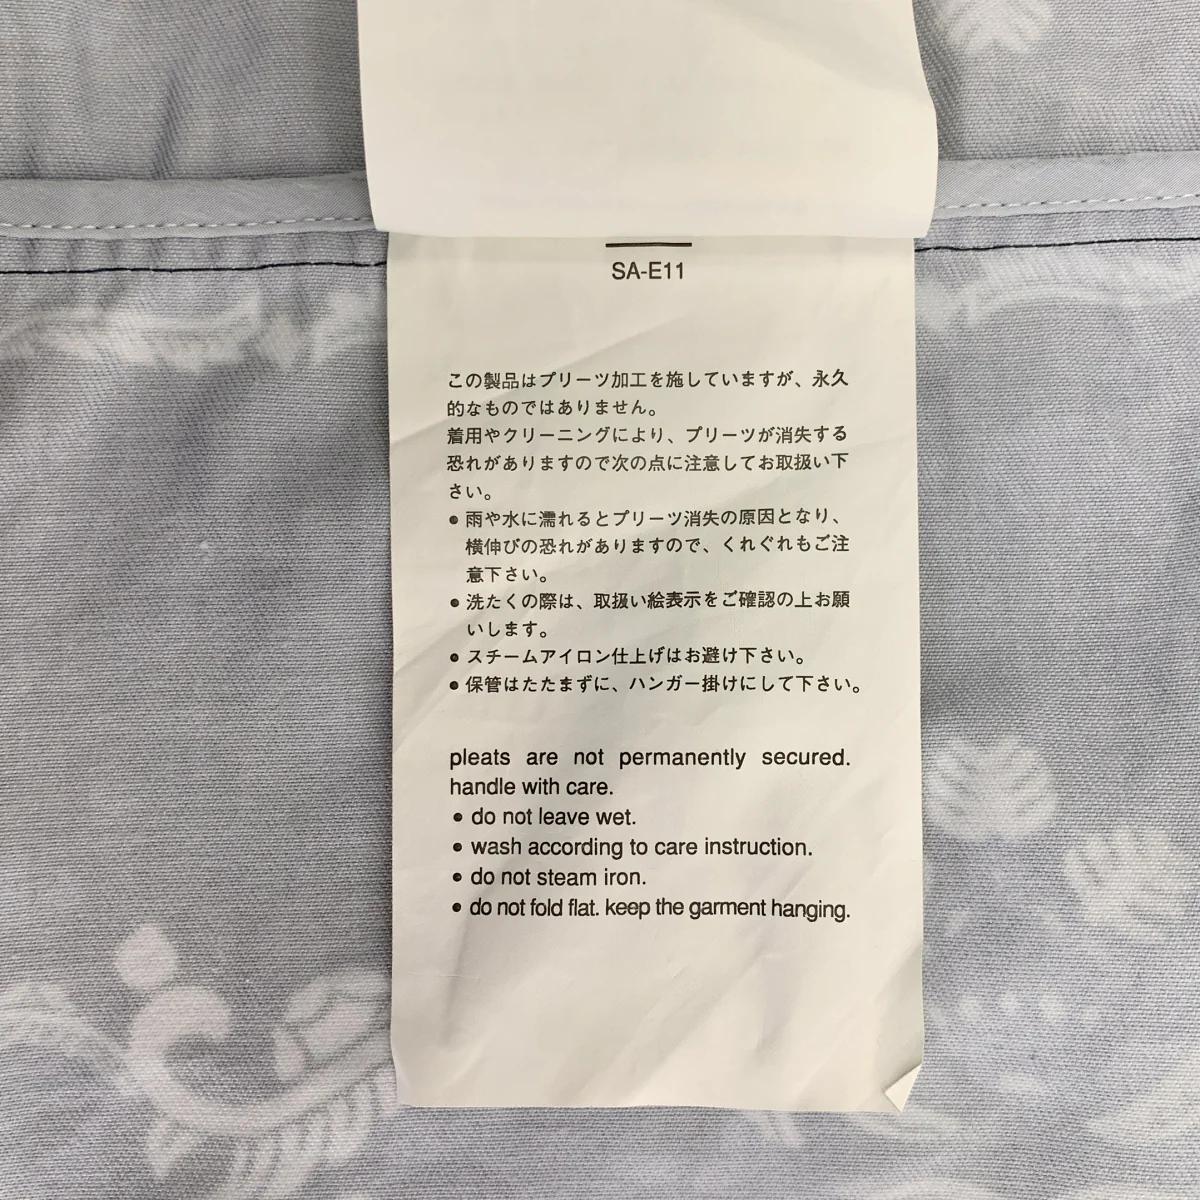 SA-E11
この製品はプリーツ加工を施していますが、永久
的なものではありません。
着用やクリーニングにより、プリーツが消失する
恐れがありますので次の点に注意してお取扱い下
さい。
● 雨や水に濡れるとプリーツ消失の原因となり、
横伸びの恐れがありますので、くれぐれもご注
意下さい。
● 洗たくの際は、取扱い絵表示をご確認の上お願
いします。
● スチームアイロン仕上げはお避け下さい。
● 保管はたたまずに、ハンガー掛けにして下さい。
pleats are not permanently secured.
handle with care.
● do not leave wet.
● wash according to care instruction.
● do not steam iron.
● do not fold flat. keep the garment hanging.